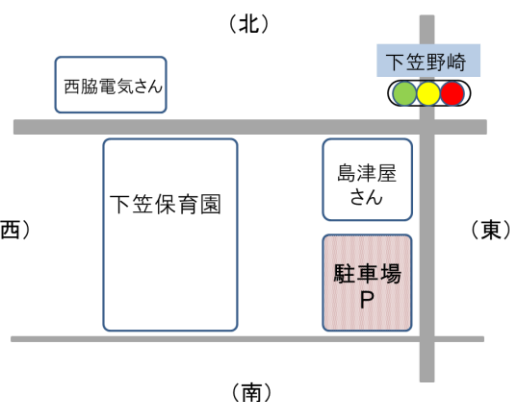 (北)
下笠野崎
西脇電気さん
島津屋
さん
下笠保育園
西)
(東)
駐車場
P
(南)